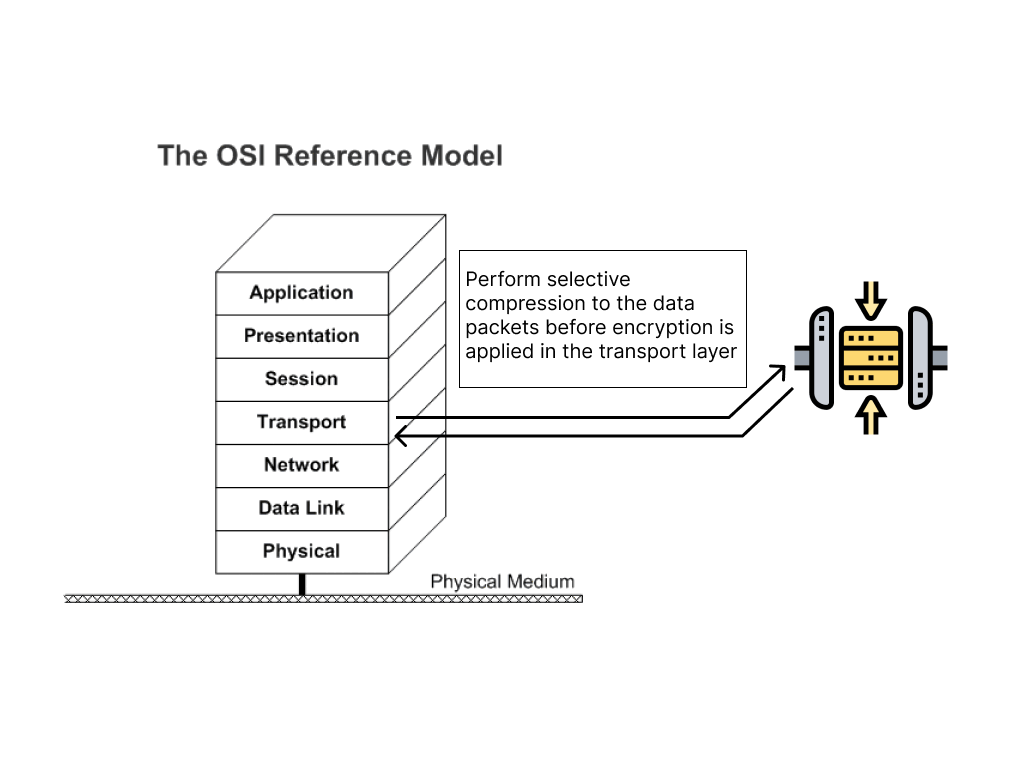 The OSI Reference Model
Application
Presentation
Session
Transport
Network
Data Link
Physical
Perform selective
compression to the data
packets before encryption is
applied in the transport layer
Physical Medium